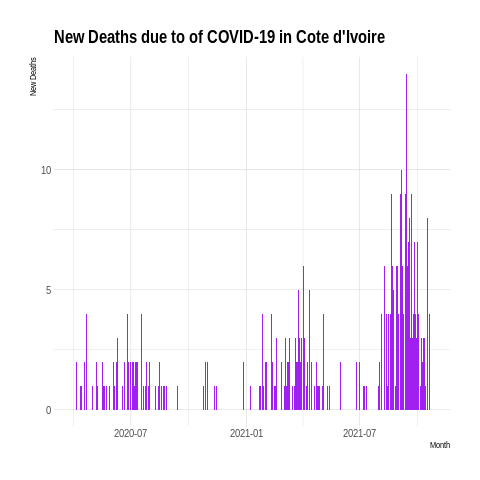 New Deaths due to of COVID-19 in Cote d'Ivoire
New Deaths
10
5
0
2020-07 2021-01 2021-07
Month